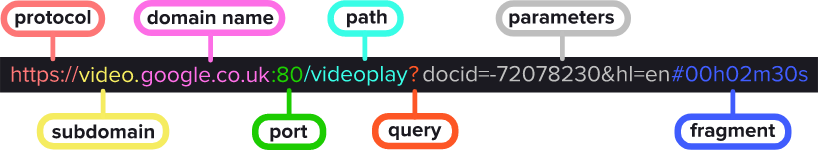 protocol domain name path parameters
https://video.google.co.uk:80/videoplay? docid=-72078230&hl=en#00h02m30s
subdomain port query fragment